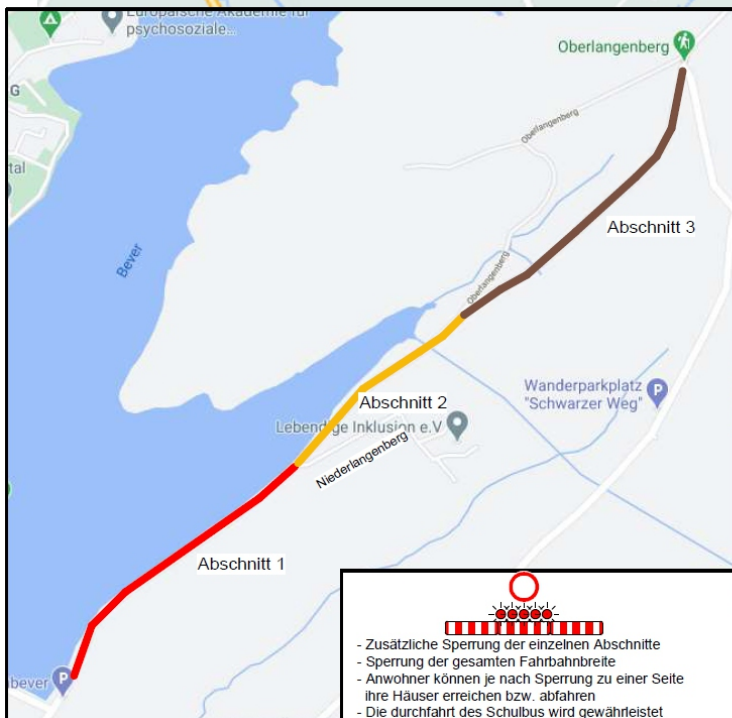 Europäische Akademie für
psychosoziale...
Oberlangenberg
G
Oberlangenberg
tal
Abschnitt 3
Bever
Oberlangenberg
Wanderparkplatz
"Schwarzer Weg"
P
Abschnitt 2
Lebendige Inklusion e.V
Niederlangenberg
Abschnitt 1
nbever
P
- Zusätzliche Sperrung der einzelnen Abschnitte
- Sperrung der gesamten Fahrbahnbreite
- Anwohner können je nach Sperrung zu einer Seite
ihre Häuser erreichen bzw. abfahren
- Die durchfahrt des Schulbus wird gewährleistet